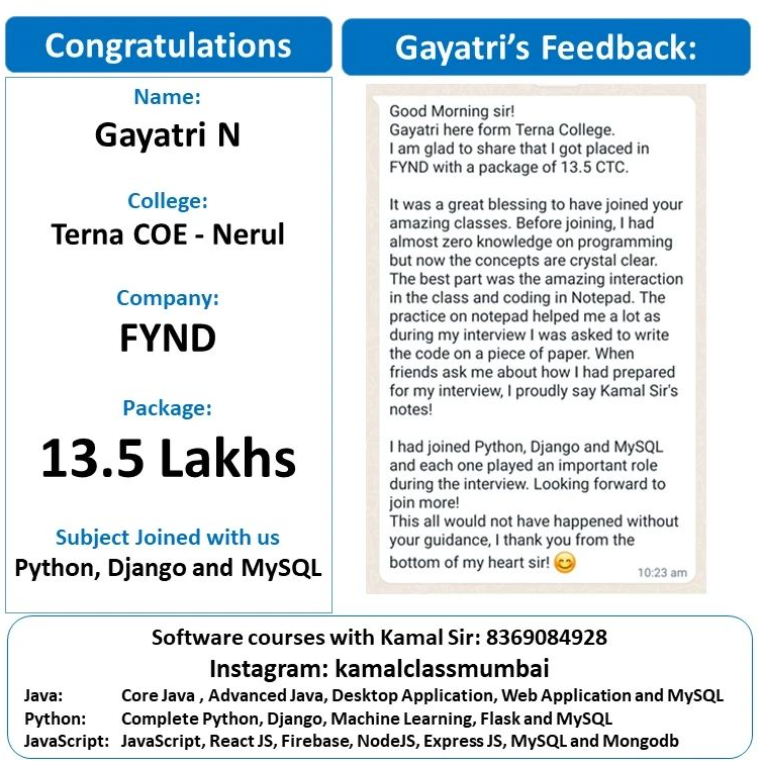 Congratulations
Name:
Gayatri N
College:
Terna COE - Nerul
Company:
FYND
Package:
13.5 Lakhs
Subject Joined with us
Python, Django and MySQL
Gayatri's Feedback:
Good Morning sir!
Gayatri here form Terna College.
I am glad to share that I got placed in
FYND with a package of 13.5 CTC.
It was a great blessing to have joined your
amazing classes. Before joining, I had
almost zero knowledge on programming
but now the concepts are crystal clear.
The best part was the amazing interaction
in the class and coding in Notepad. The
practice on notepad helped me a lot as
during my interview I was asked to write
the code on a piece of paper. When
friends ask me about how I had prepared
for my interview, I proudly say Kamal Sir's
notes!
I had joined Python, Django and MySQL
and each one played an important role
during the interview. Looking forward to
join more!
This all would not have happened without
your guidance, I thank you from the
bottom of my heart sir! 😊
10:23 am
Software courses with Kamal Sir: 8369084928
Instagram: kamalclassmumbai
Java: Core Java , Advanced Java, Desktop Application, Web Application and MySQL
Python: Complete Python, Django, Machine Learning, Flask and MySQL
JavaScript: JavaScript, React JS, Firebase, NodeJS, Express JS, MySQL and Mongodb